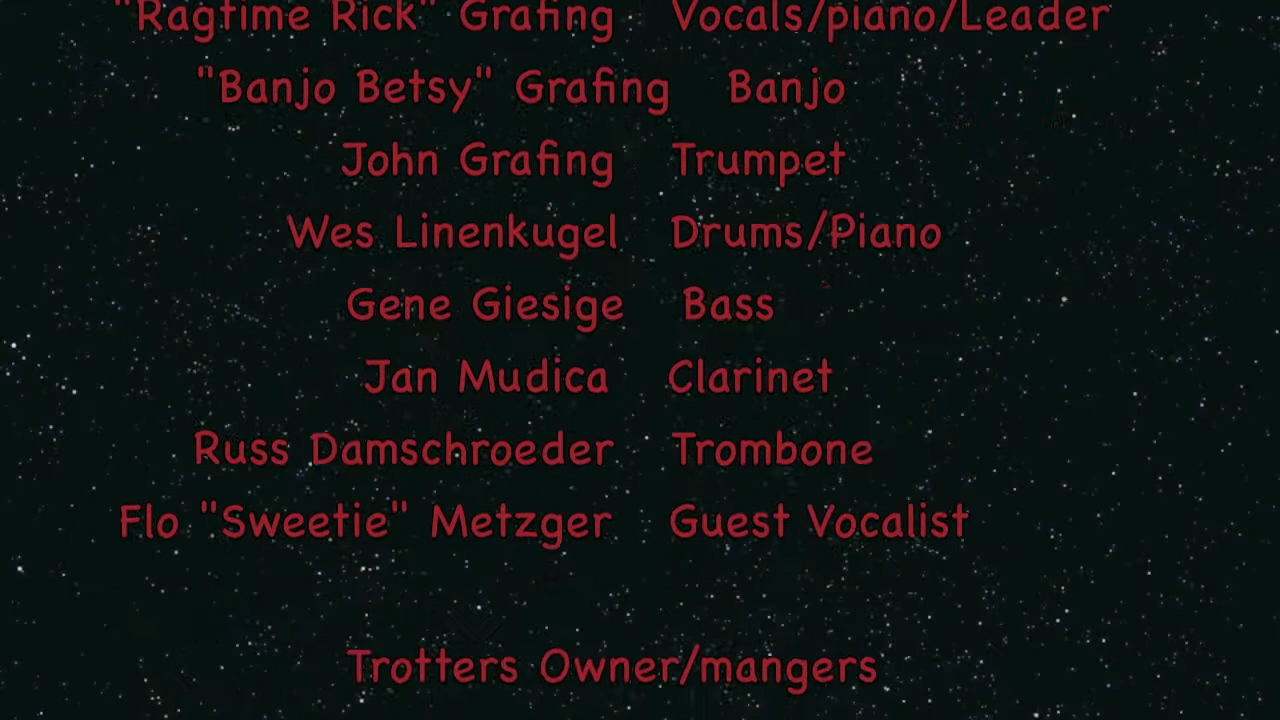 "Ragtime Rick" Grafing Vocals/piano/Leader
"Banjo Betsy" Grafing Banjo
John Grafing Trumpet
Wes Linenkugel Drums/Piano
Gene Giesige Bass
Jan Mudica Clarinet
Russ Damschroeder Trombone
Flo "Sweetie" Metzger Guest Vocalist
Trotters Owner/mangers